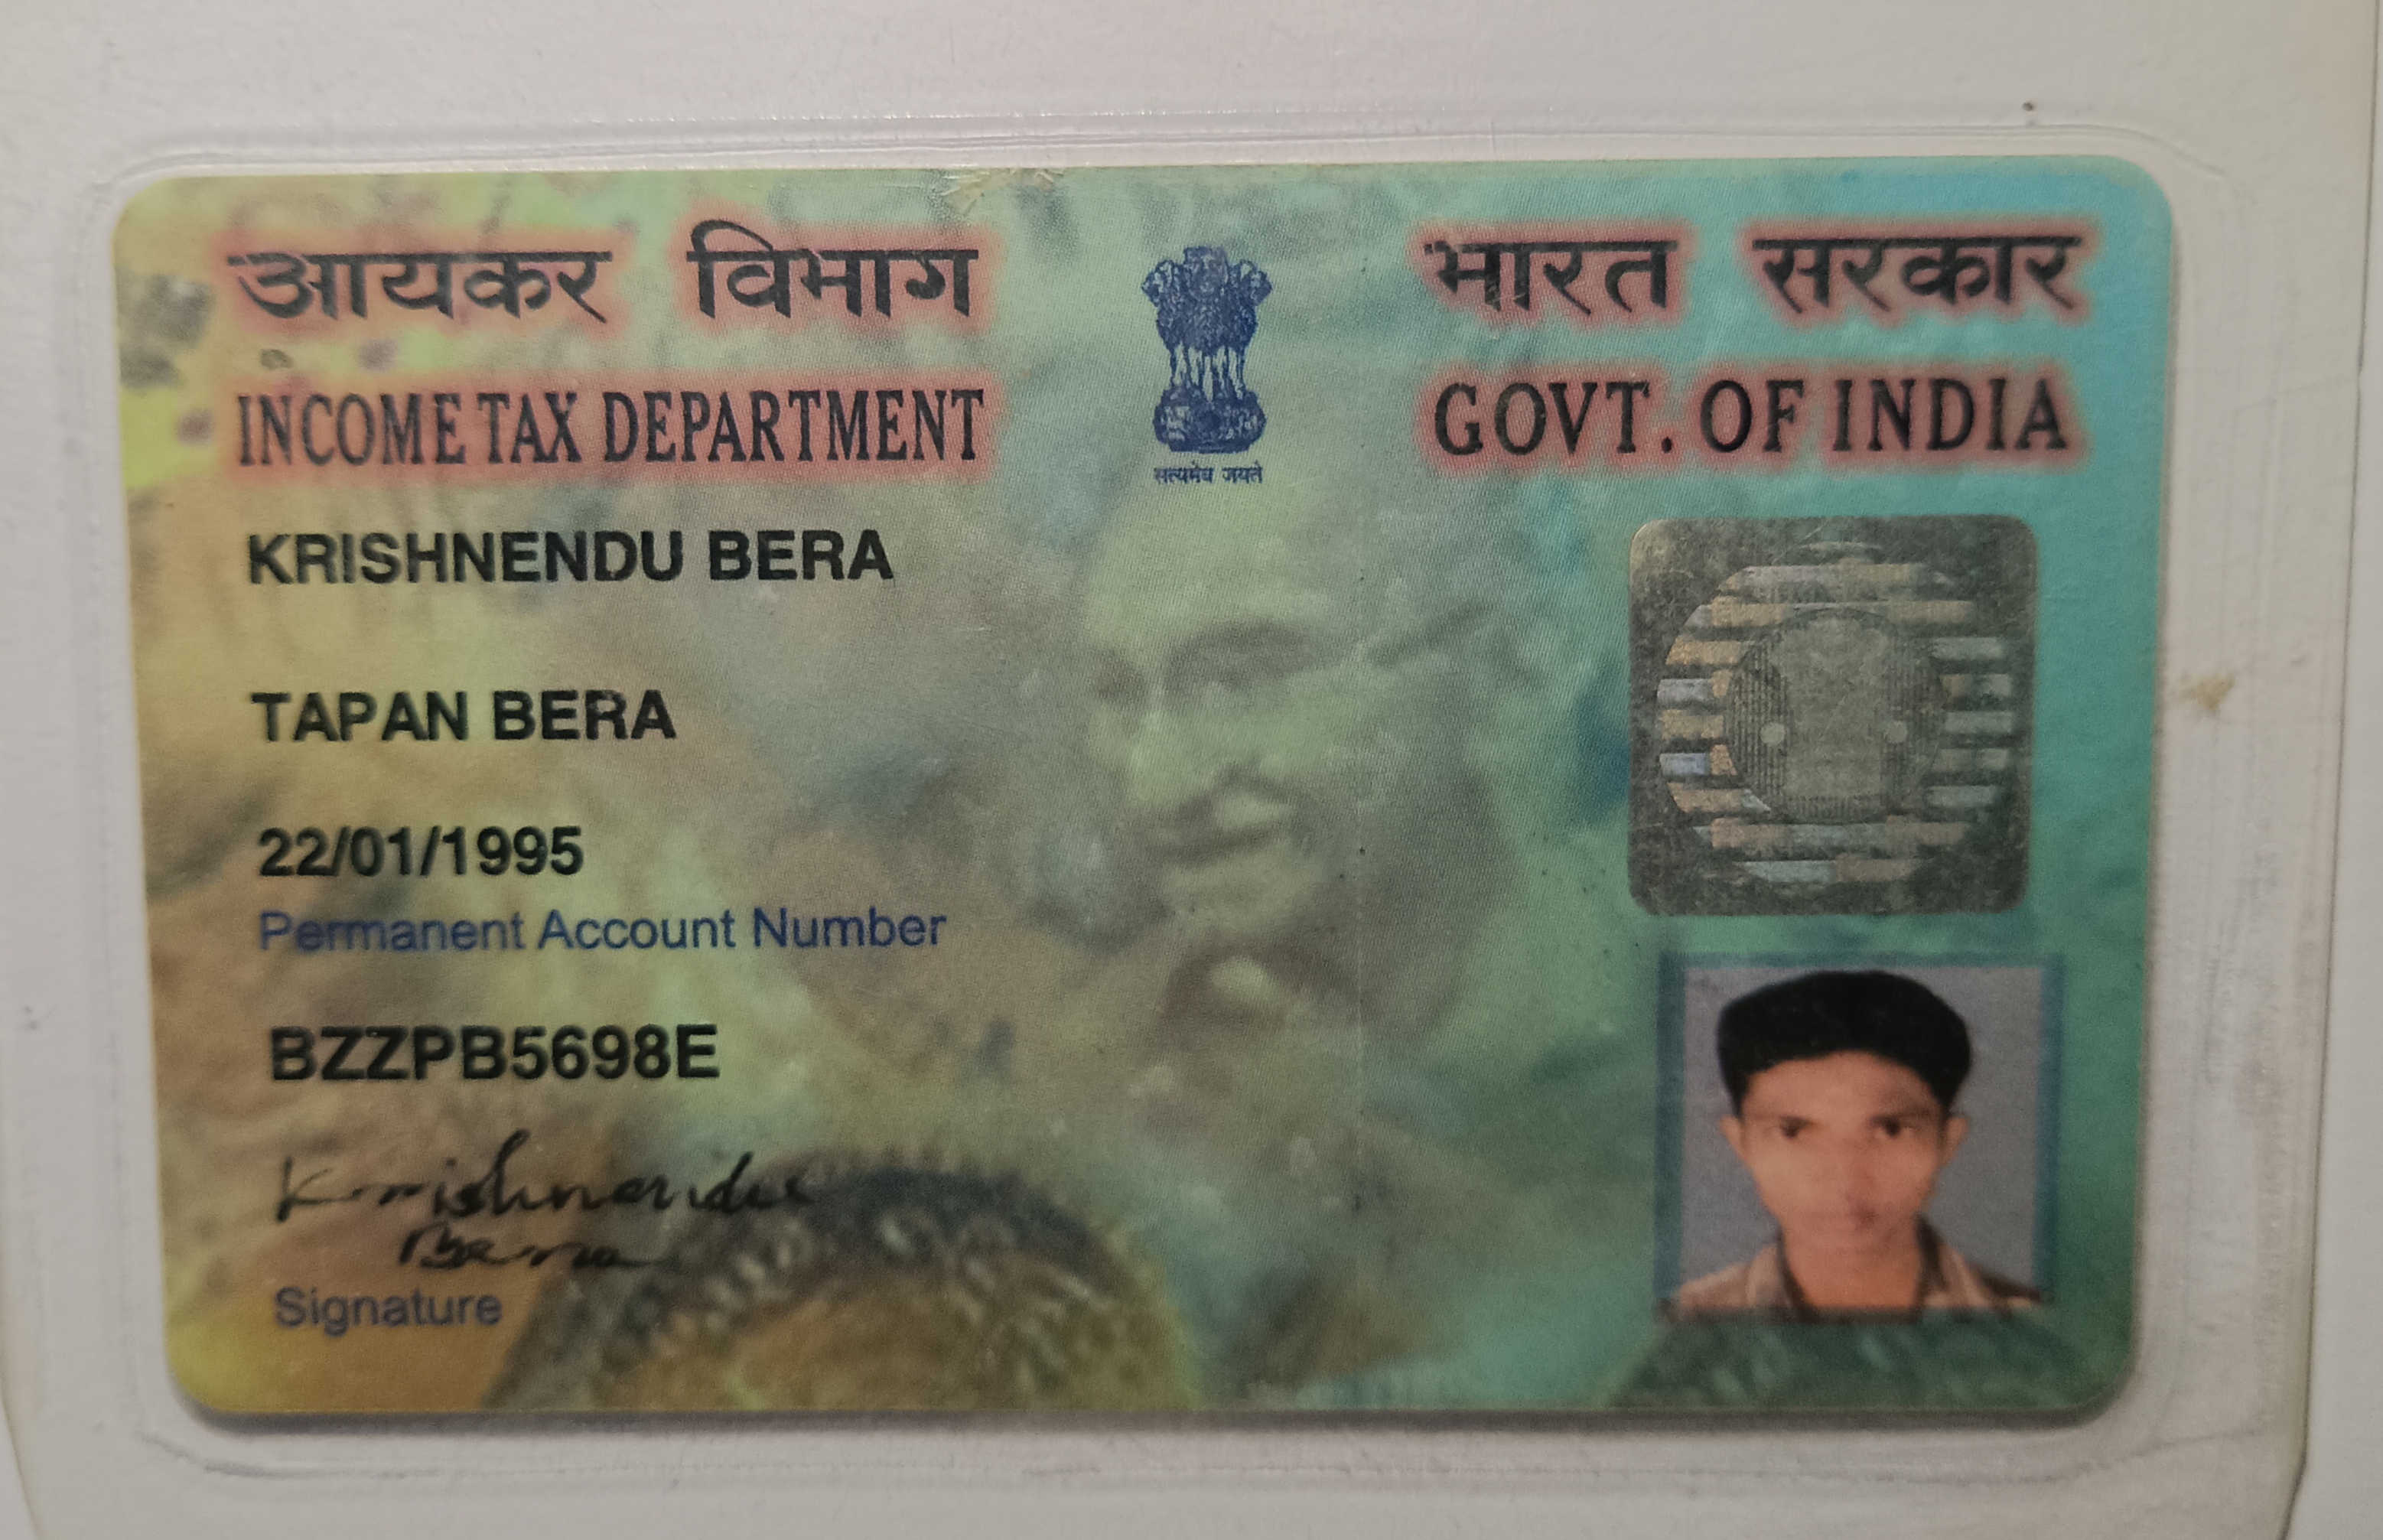 आयकर विभाग
INCOME TAX DEPARTMENT
सत्यमेव जयते
भारत सरकार
GOVT. OF INDIA
KRISHNENDU BERA
TAPAN BERA
22/01/1995
Permanent Account Number
BZZPB5698E
Krishnendu
Bera
Signature